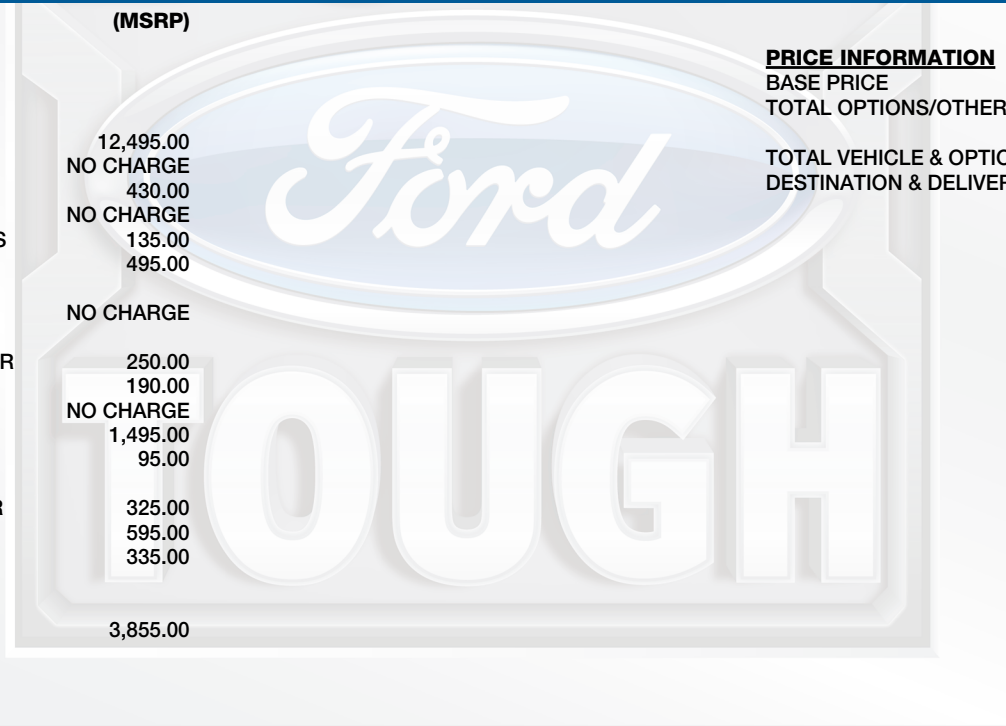 (MSRP)
12,495.00
NO CHARGE
430.00
NO CHARGE
S 135.00
495.00
NO CHARGE
R 250.00
190.00
NO CHARGE
1,495.00
95.00
R 325.00
595.00
335.00
3,855.00
PRICE INFORMATION
BASE PRICE
TOTAL OPTIONS/OTHER
TOTAL VEHICLE & OPTIO
DESTINATION & DELIVER
Ford
TOUGH